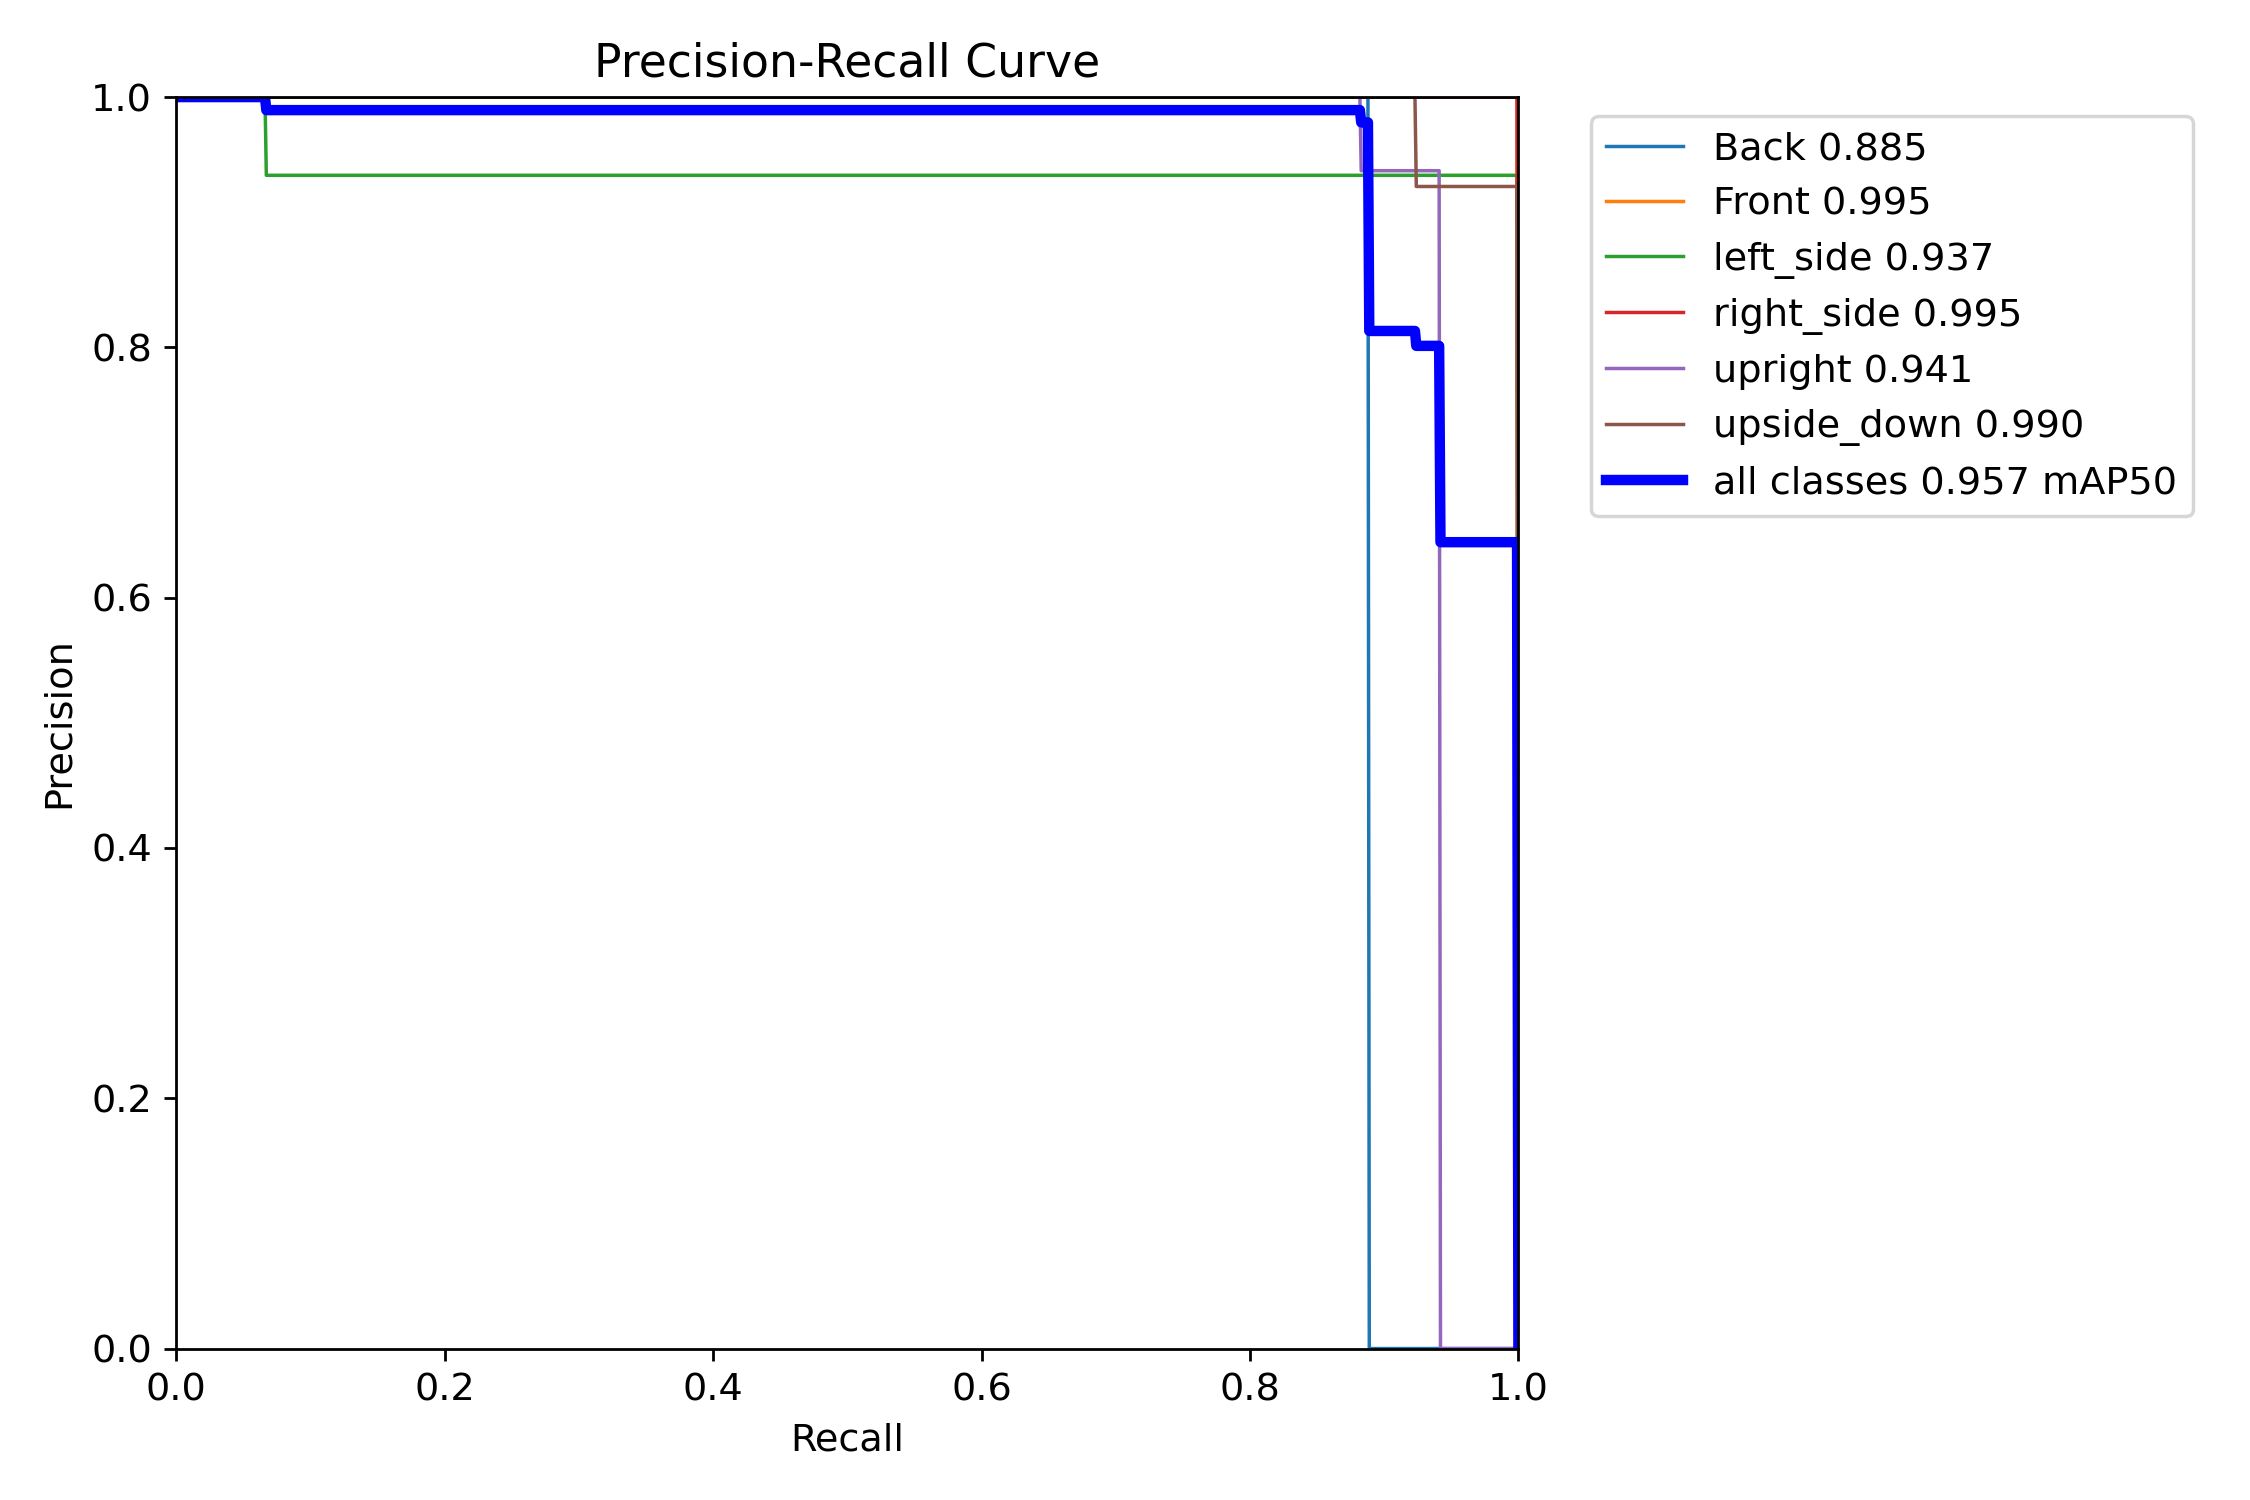 Precision-Recall Curve
1.0
0.8
0.6
0.4
0.2
0.0
Precision
0.0 0.2 0.4 0.6 0.8 1.0
Recall
Back 0.885
Front 0.995
left_side 0.937
right_side 0.995
upright 0.941
upside_down 0.990
all classes 0.957 mAP50